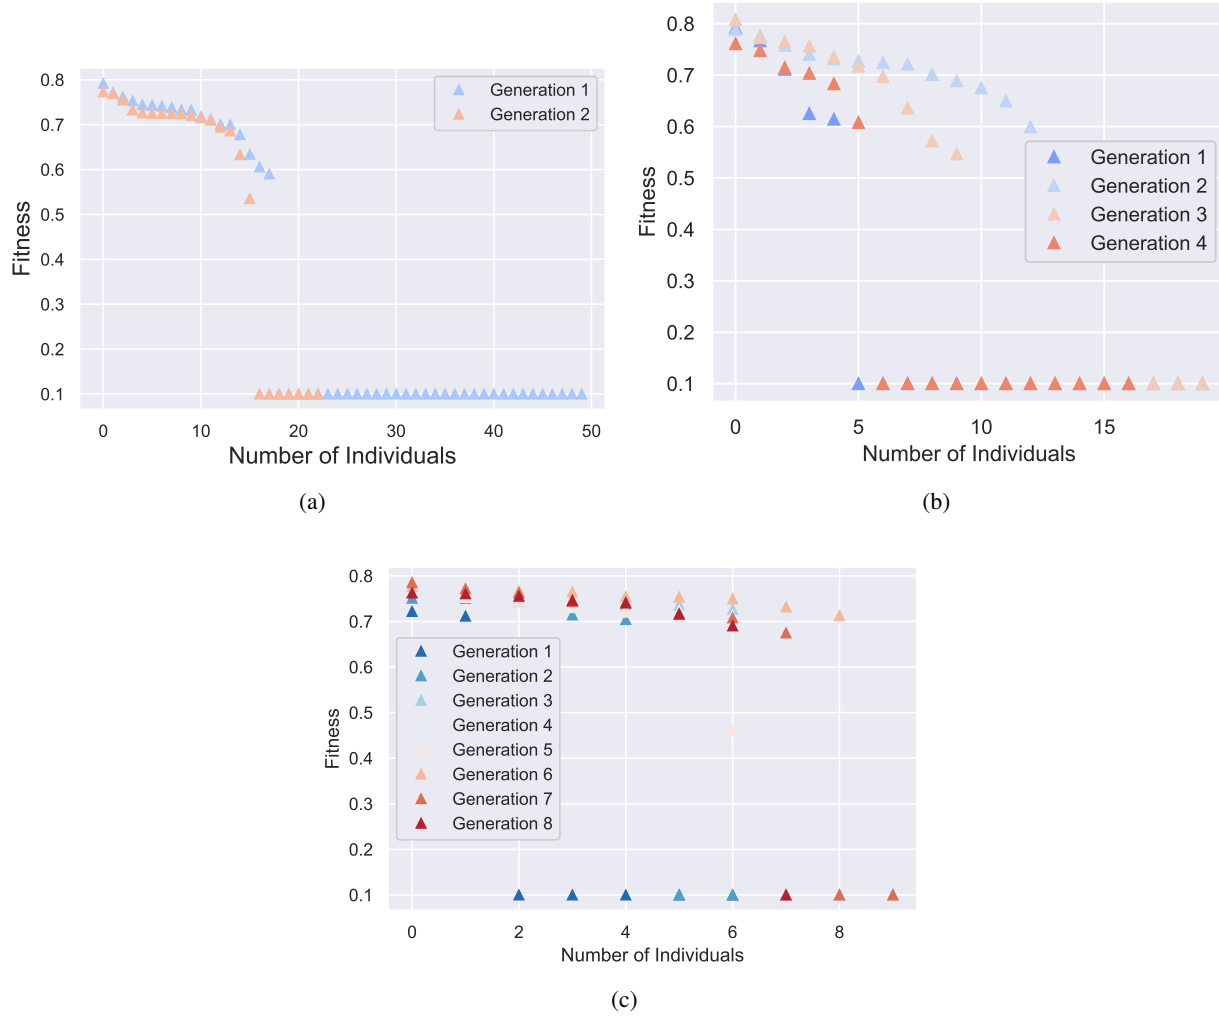 0.8
0.7
0.6
0.5
0.4
0.3
0.2
0.1
Fitness
Generation 1
Generation 2
0 10 20 30 40 50
Number of Individuals
(a)
0.8
0.7
0.6
0.5
0.4
0.3
0.2
0.1
Fitness
Generation 1
Generation 2
Generation 3
Generation 4
0 5 10 15
Number of Individuals
(b)
0.8
0.7
0.6
0.5
0.4
0.3
0.2
0.1
Fitness
Generation 1
Generation 2
Generation 3
Generation 4
Generation 5
Generation 6
Generation 7
Generation 8
0 2 4 6 8
Number of Individuals
(c)